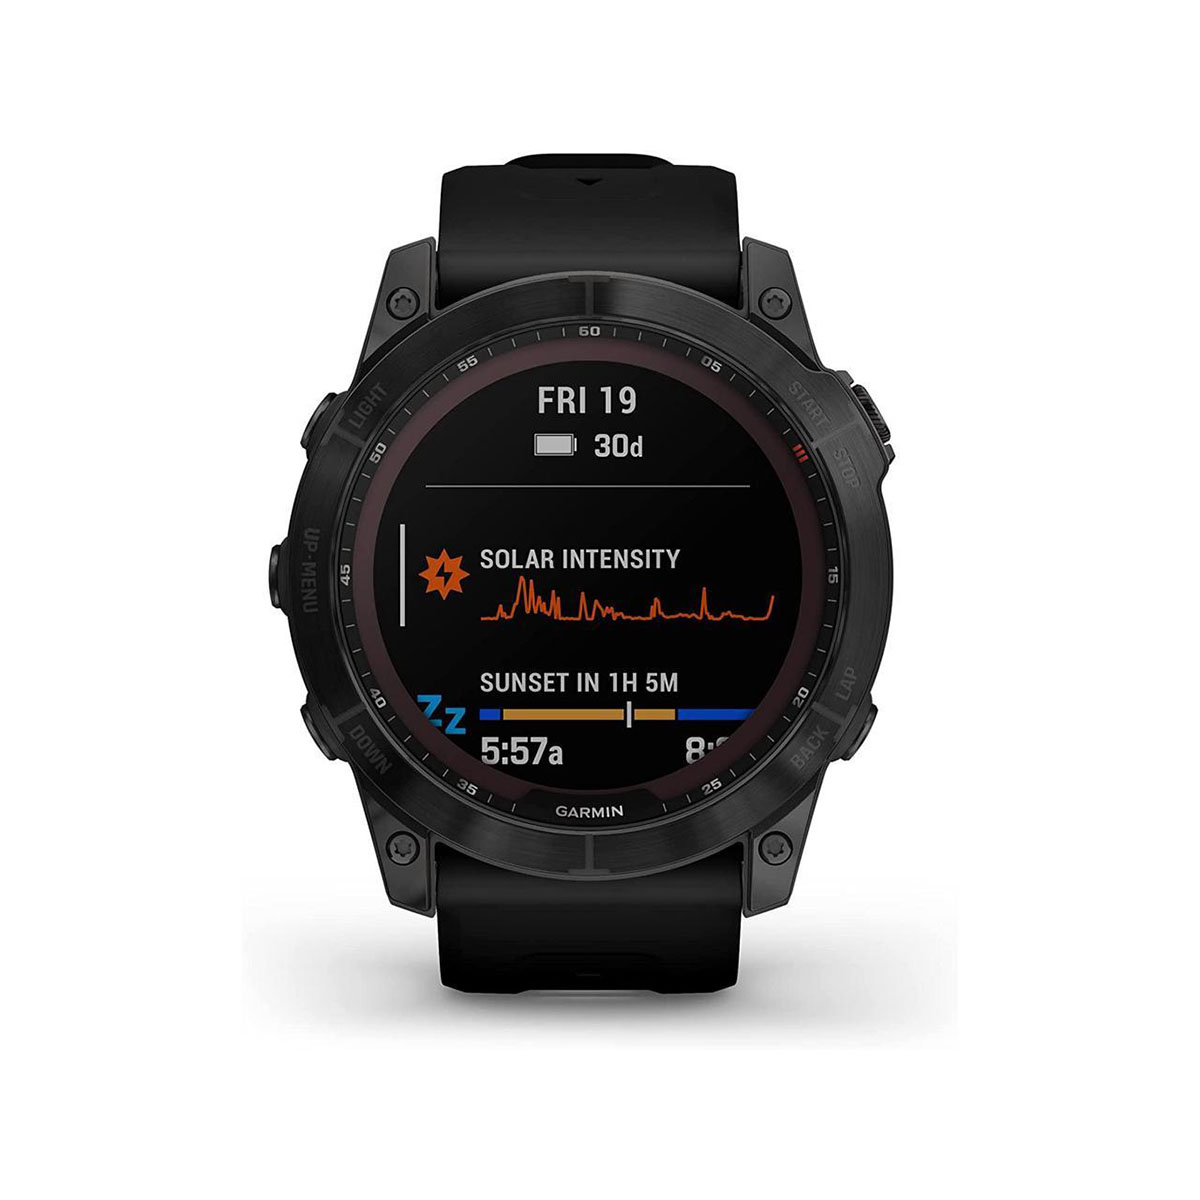 60
55
05
LIGHT
START
STOP
50
FRI 19
30d
SOLAR INTENSITY
UP·MENU
45
15
SUNSET IN 1H 5M
Zz
5:57a
40
20
LAP
BACK
DOWN
35
25
GARMIN